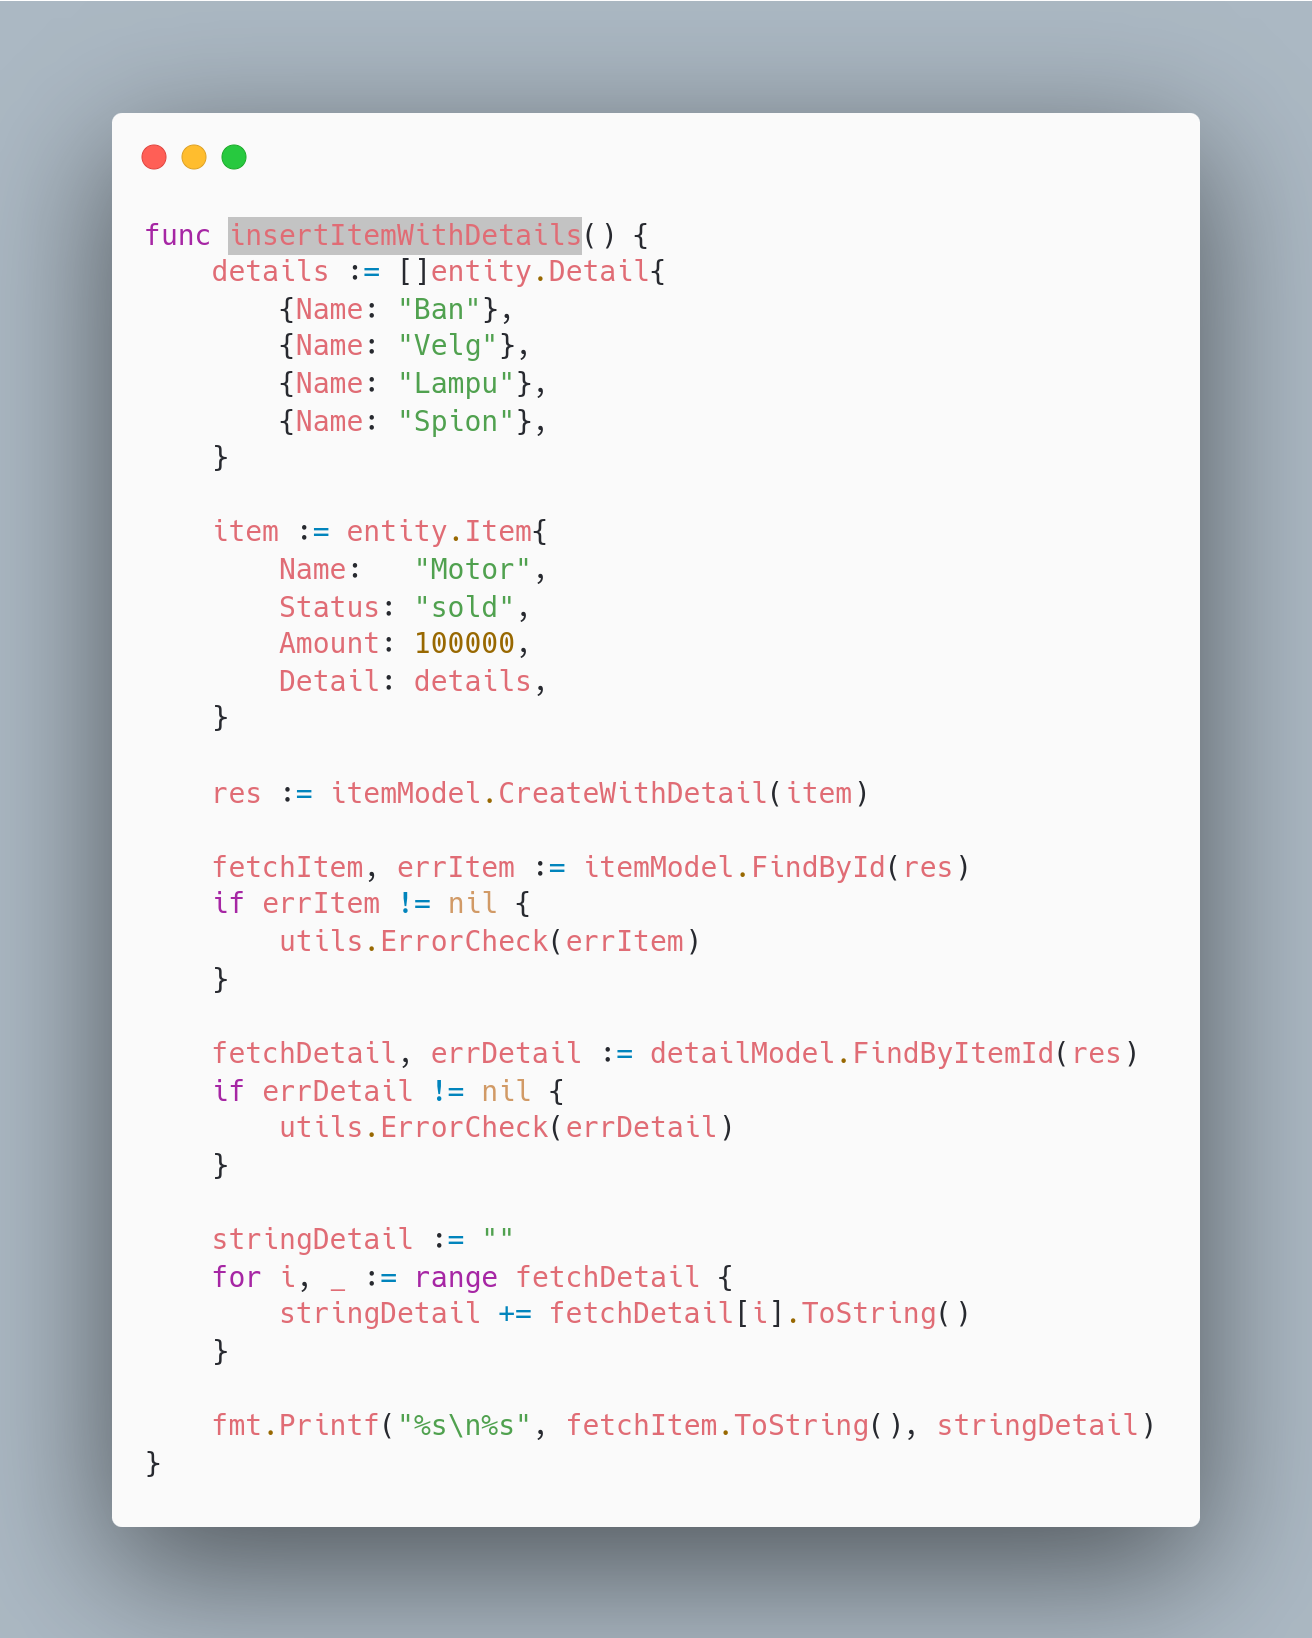 func insertItemWithDetails() {
    details := []entity.Detail{
        {Name: "Ban"},
        {Name: "Velg"},
        {Name: "Lampu"},
        {Name: "Spion"},
    }

    item := entity.Item{
        Name:   "Motor",
        Status: "sold",
        Amount: 100000,
        Detail: details,
    }

    res := itemModel.CreateWithDetail(item)

    fetchItem, errItem := itemModel.FindById(res)
    if errItem != nil {
        utils.ErrorCheck(errItem)
    }

    fetchDetail, errDetail := detailModel.FindByItemId(res)
    if errDetail != nil {
        utils.ErrorCheck(errDetail)
    }

    stringDetail := ""
    for i, _ := range fetchDetail {
        stringDetail += fetchDetail[i].ToString()
    }

    fmt.Printf("%s\n%s", fetchItem.ToString(), stringDetail)
}